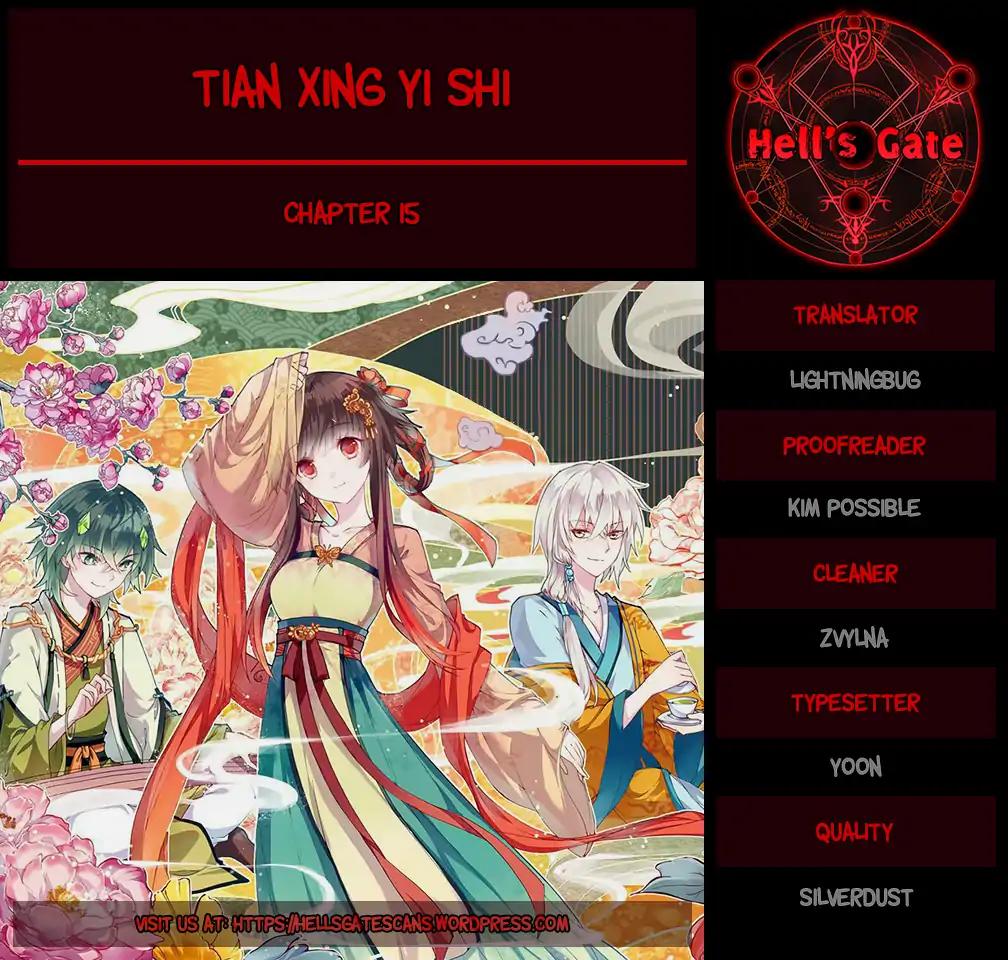 TIAN XING YI SHI
CHAPTER 15
Hell's Gate
TRANSLATOR
LIGHTNINGBUG
PROOFREADER
KIM POSSIBLE
CLEANER
ZVYLNA
TYPESETTER
YOON
QUALITY
SILVERDUST
VISIT US AT: HTTPS://HELLSGATESCANS.WORDPRESS.COM